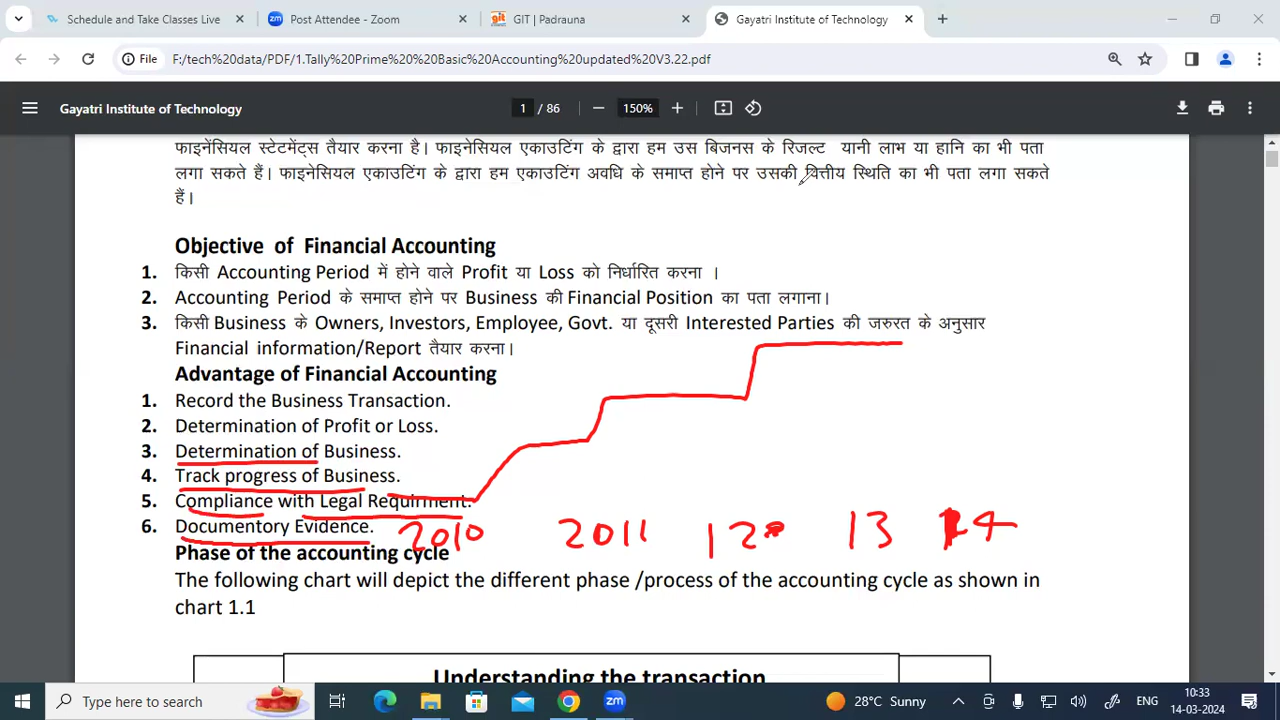 Schedule and Take Classes Live
Post Attendee - Zoom
GIT | Padrauna
Gayatri Institute of Technology
File
F:/tech%20data/PDF/1.Tally%20Prime%20%20Basic%20Accounting%20updated%20V3.22.pdf
Gayatri Institute of Technology
1 / 86
150%
फाइनेंसियल स्टेटमेंट्स तैयार करना है। फाइनेसियल एकाउटिंग के द्वारा हम उस बिजनस के रिजल्ट यानी लाभ या हानि का भी पता
लगा सकते हैं। फाइनेसियल एकाउटिंग के द्वारा हम एकाउटिंग अवधि के समाप्त होने पर उसकी वित्तीय स्थिति का भी पता लगा सकते
हैं।
Objective of Financial Accounting
1. किसी Accounting Period में होने वाले Profit या Loss को निर्धारित करना ।
2. Accounting Period के समाप्त होने पर Business की Financial Position का पता लगाना।
3. किसी Business के Owners, Investors, Employee, Govt. या दूसरी Interested Parties की जरुरत के अनुसार
Financial information/Report तैयार करना।
Advantage of Financial Accounting
1. Record the Business Transaction.
2. Determination of Profit or Loss.
3. Determination of Business.
4. Track progress of Business.
5. Compliance with Legal Requirment.
6. Documentory Evidence.
2010 2011 12 13 14
Phase of the accounting cycle
The following chart will depict the different phase /process of the accounting cycle as shown in
chart 1.1
Understanding the transaction
Type here to search
28°C Sunny
ENG
10:33
14-03-2024
git
zm
zm